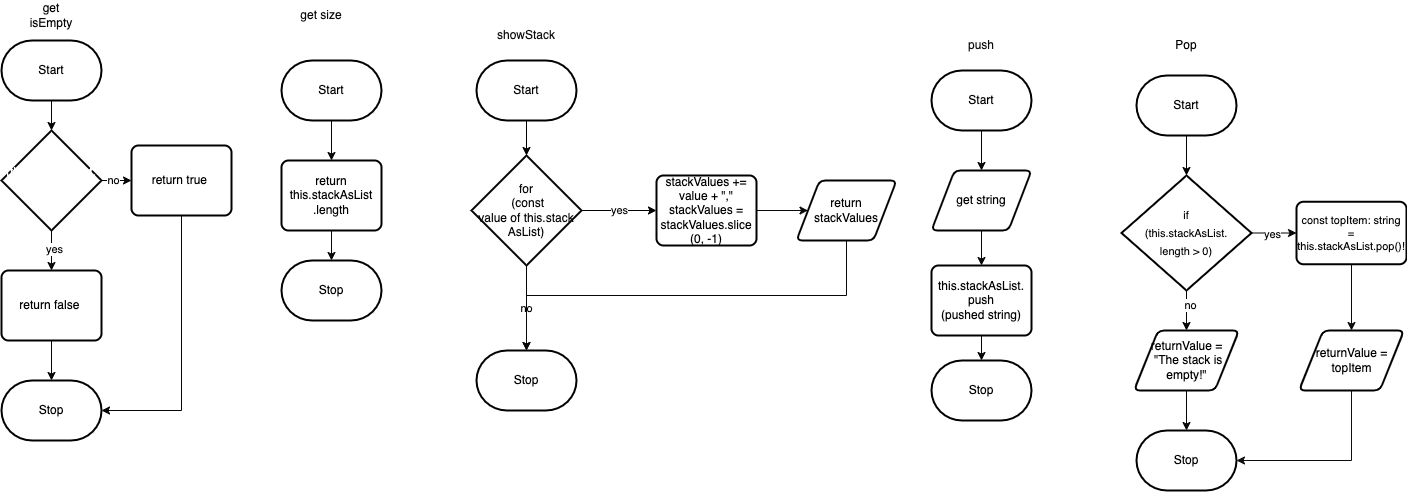 get
isEmpty
Start
no
return true
yes
return false
Stop
get size
Start
return
this.stackAsList
.length
Stop
showStack
Start
for
(const
value of this.stack
AsList)
yes
stackValues +=
value + ","
stackValues =
stackValues.slice
(0, -1)
return
stackValues
no
Stop
push
Start
get string
this.stackAsList.
push
(pushed string)
Stop
Pop
Start
if
(this.stackAsList.
length > 0)
yes
const topItem: string
=
this.stackAsList.pop()!
no
returnValue =
"The stack is
empty!"
returnValue =
topItem
Stop